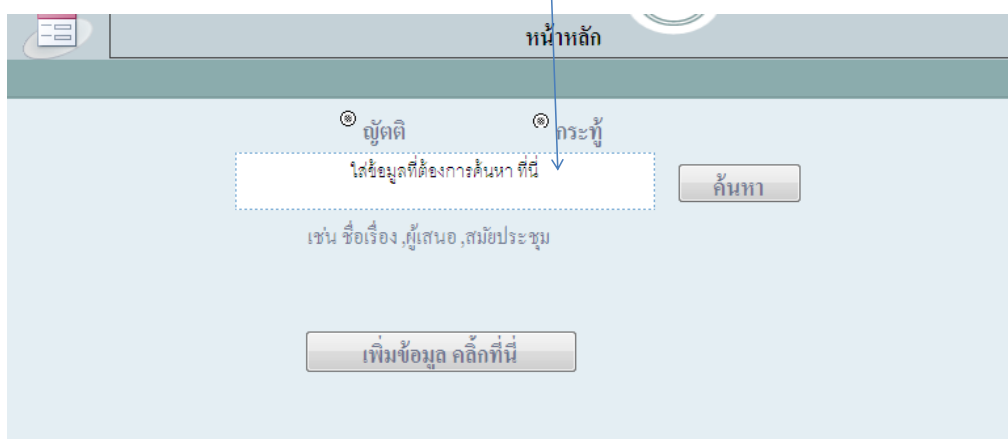 หน้าหลัก
ญัตติ กระทู้
ใส่ข้อมูลที่ต้องการค้นหา ที่นี่
ค้นหา
เช่น ชื่อเรื่อง ,ผู้เสนอ ,สมัยประชุม
เพิ่มข้อมูล คลิ๊กที่นี่